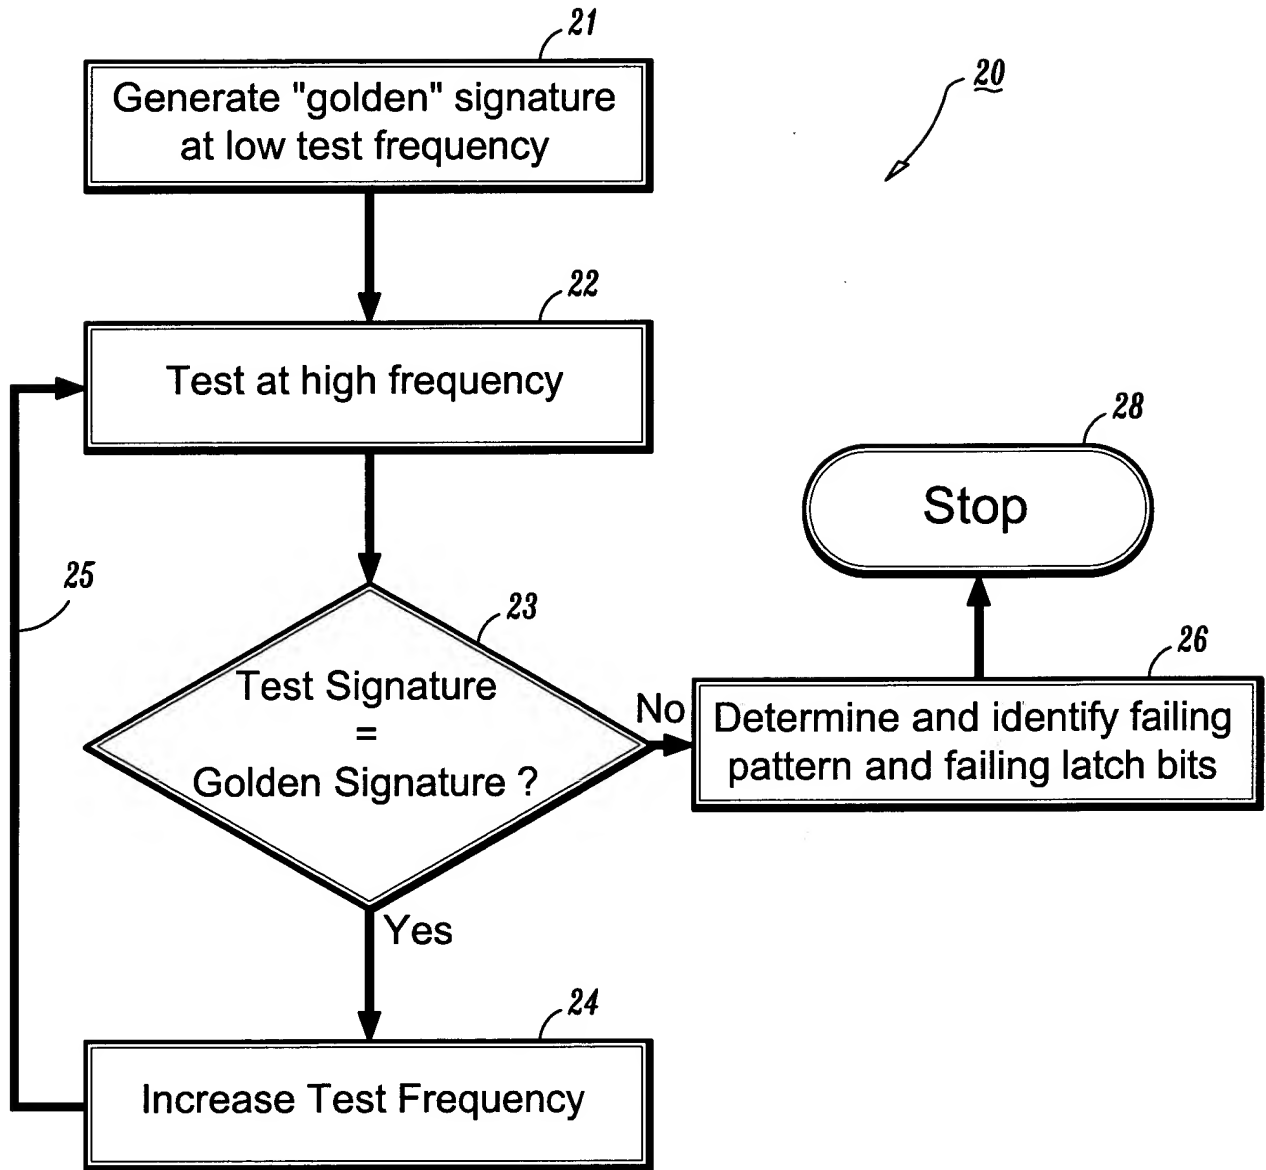 21
Generate "golden" signature
at low test frequency
20
22
Test at high frequency
28
Stop
25
23
Test Signature
=
Golden Signature ?
No
26
Determine and identify failing
pattern and failing latch bits
Yes
24
Increase Test Frequency